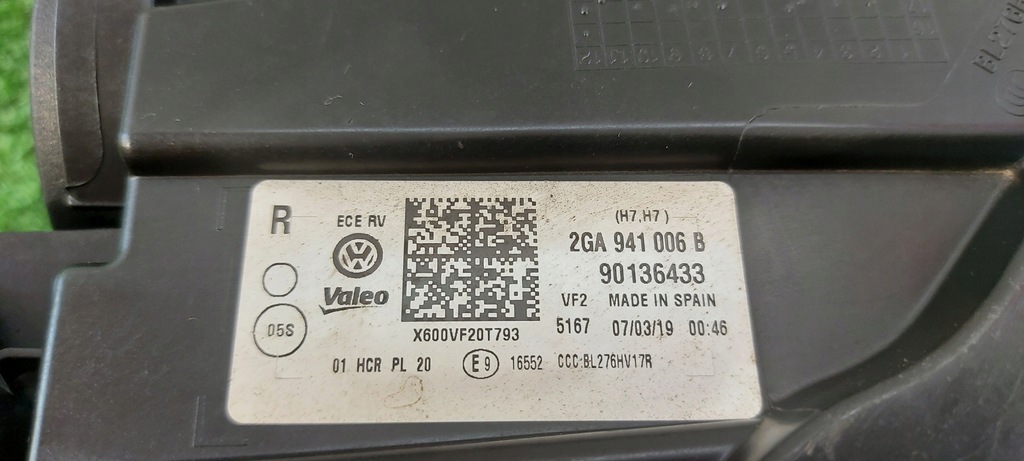 R
ECE RV
(H7,H7)
2GA 941 006 B
90136433
Valeo
VF2 MADE IN SPAIN
05S
X600VF20T793
5167 07/03/19 00:46
01 HCR PL 20 E9 16552 CCC:BL276HV17R